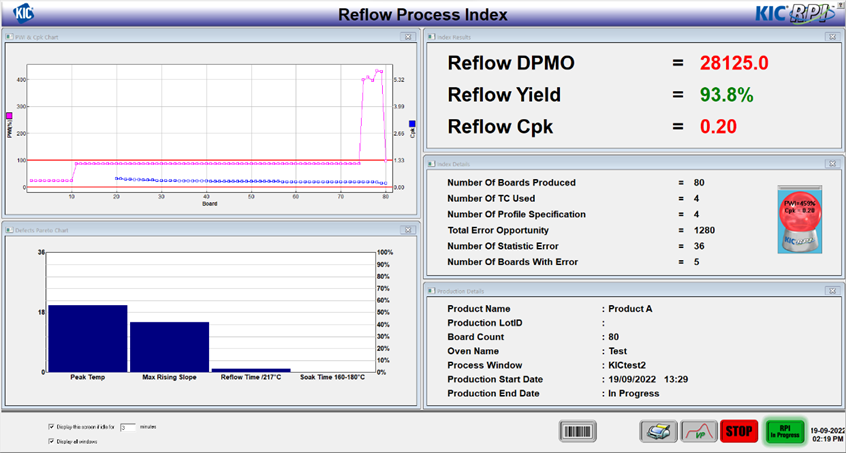 KIC
Reflow Process Index
KIC RPI
PWI & Cpk Chart
400
300
200
100
0
PWI(%)
5.32
3.99
2.66
1.33
0.00
Cpk
10 20 30 40 50 60 70 80
Board
Defects Pareto Chart
36
18
0
100%
90%
80%
70%
60%
50%
40%
30%
20%
10%
0%
Peak Temp Max Rising Slope Reflow Time /217°C Soak Time 160-180°C
Index Results
Reflow DPMO = 28125.0
Reflow Yield = 93.8%
Reflow Cpk = 0.20
Index Details
Number Of Boards Produced = 80
Number Of TC Used = 4
Number Of Profile Specification = 4
Total Error Opportunity = 1280
Number Of Statistic Error = 36
Number Of Boards With Error = 5
PWI=459%
Cpk - 0.20
KIC RPI
Production Details
Product Name : Product A
Production LotID :
Board Count : 80
Oven Name : Test
Process Window : KICtest2
Production Start Date : 19/09/2022 13:29
Production End Date : In Progress
Display this screen if idle for 3 minutes
Display all windows
VP
STOP
RPI
In Progress
19-09-2022
02:19 PM